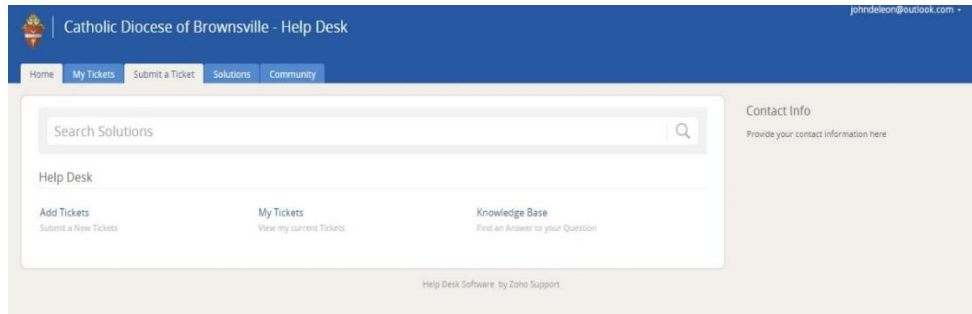 johndeleon@outlook.com
Catholic Diocese of Brownsville - Help Desk
Home My Tickets Submit a Ticket Solutions Community
Search Solutions
Contact Info
Provide your contact information here
Help Desk
Add Tickets My Tickets Knowledge Base
Submit a New Tickets View my current Tickets Find an Answer to your Question
Help Desk Software by Zoho Support